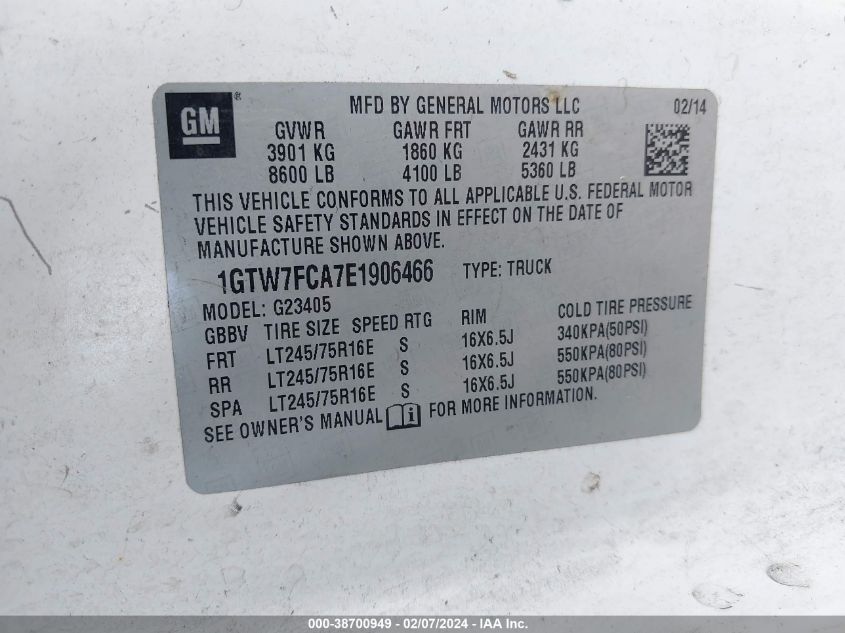 GM ®
MFD BY GENERAL MOTORS LLC 02/14
GVWR GAWR FRT GAWR RR
3901 KG 1860 KG 2431 KG
8600 LB 4100 LB 5360 LB
THIS VEHICLE CONFORMS TO ALL APPLICABLE U.S. FEDERAL MOTOR
VEHICLE SAFETY STANDARDS IN EFFECT ON THE DATE OF
MANUFACTURE SHOWN ABOVE.
1GTW7FCA7E1906466 TYPE: TRUCK
MODEL: G23405
GBBV TIRE SIZE SPEED RTG RIM COLD TIRE PRESSURE
FRT LT245/75R16E S 16X6.5J 340KPA(50PSI)
RR LT245/75R16E S 16X6.5J 550KPA(80PSI)
SPA LT245/75R16E S 16X6.5J 550KPA(80PSI)
SEE OWNER'S MANUAL i FOR MORE INFORMATION.
000-38700949 - 02/07/2024 - IAA Inc.